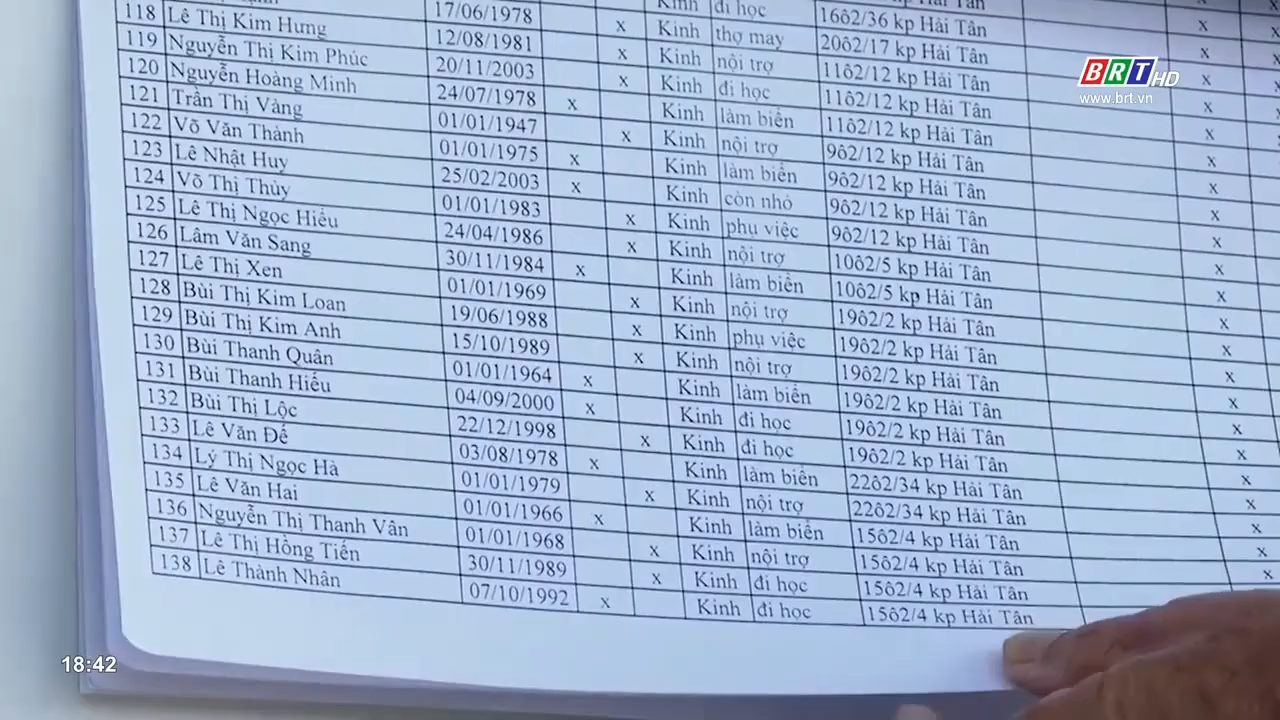 Kinh đi học 16ô2/36 kp Hải Tân x
17/06/1978 x Kinh thợ may 20ô2/17 kp Hải Tân x
118 Lê Thị Kim Hưng 12/08/1981 x Kinh nội trợ 11ô2/12 kp Hải Tân x
119 Nguyễn Thị Kim Phúc 20/11/2003 x Kinh đi học 11ô2/12 kp Hải Tân x
120 Nguyễn Hoàng Minh 24/07/1978 x Kinh làm biển 11ô2/12 kp Hải Tân x
121 Trần Thị Vàng 01/01/1947 x Kinh nội trợ 9ô2/12 kp Hải Tân x
122 Võ Văn Thành 01/01/1975 x Kinh làm biển 9ô2/12 kp Hải Tân x
123 Lê Nhật Huy 25/02/2003 x Kinh còn nhỏ 9ô2/12 kp Hải Tân x
124 Võ Thị Thủy 01/01/1983 x Kinh phụ việc 9ô2/12 kp Hải Tân x
125 Lê Thị Ngọc Hiếu 24/04/1986 x Kinh nội trợ 10ô2/5 kp Hải Tân x
126 Lâm Văn Sang 30/11/1984 x Kinh làm biển 10ô2/5 kp Hải Tân x
127 Lê Thị Xen 01/01/1969 x Kinh nội trợ 19ô2/2 kp Hải Tân x
128 Bùi Thị Kim Loan 19/06/1988 x Kinh phụ việc 19ô2/2 kp Hải Tân x
129 Bùi Thị Kim Anh 15/10/1989 x Kinh nội trợ 19ô2/2 kp Hải Tân x
130 Bùi Thanh Quân 01/01/1964 x Kinh làm biển 19ô2/2 kp Hải Tân x
131 Bùi Thanh Hiếu 04/09/2000 x Kinh đi học 19ô2/2 kp Hải Tân x
132 Bùi Thị Lộc 22/12/1998 x Kinh đi học 19ô2/2 kp Hải Tân x
133 Lê Văn Đế 03/08/1978 x Kinh làm biển 22ô2/34 kp Hải Tân x
134 Lý Thị Ngọc Hà 01/01/1979 x Kinh nội trợ 22ô2/34 kp Hải Tân x
135 Lê Văn Hai 01/01/1966 x Kinh làm biển 15ô2/4 kp Hải Tân x
136 Nguyễn Thị Thanh Vân 01/01/1968 x Kinh nội trợ 15ô2/4 kp Hải Tân x
137 Lê Thị Hồng Tiến 30/11/1989 x Kinh đi học 15ô2/4 kp Hải Tân
138 Lê Thành Nhân 07/10/1992 x Kinh đi học 15ô2/4 kp Hải Tân
BRT HD
www.brt.vn
18:42